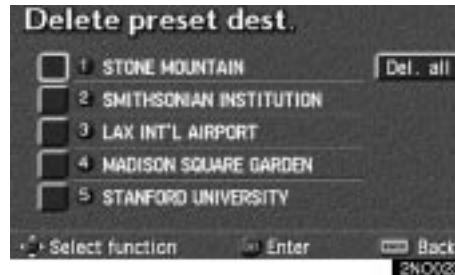 Delete preset dest.
1 STONE MOUNTAIN Del. all
2 SMITHSONIAN INSTITUTION
3 LAX INT'L AIRPORT
4 MADISON SQUARE GARDEN
5 STANFORD UNIVERSITY
Select function Enter Back